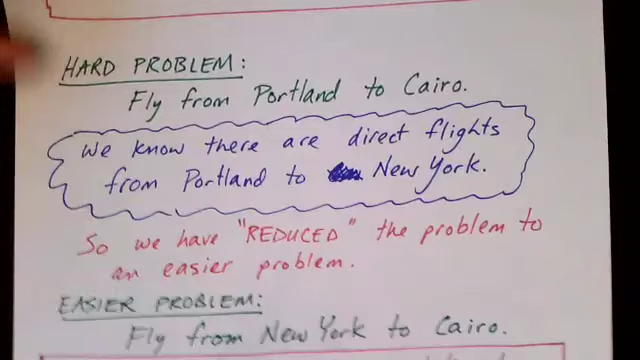 HARD PROBLEM:
Fly from Portland to Cairo.
We know there are direct flights
from Portland to New York.
So we have "REDUCED" the problem to
an easier problem.
EASIER PROBLEM:
Fly from New York to Cairo.